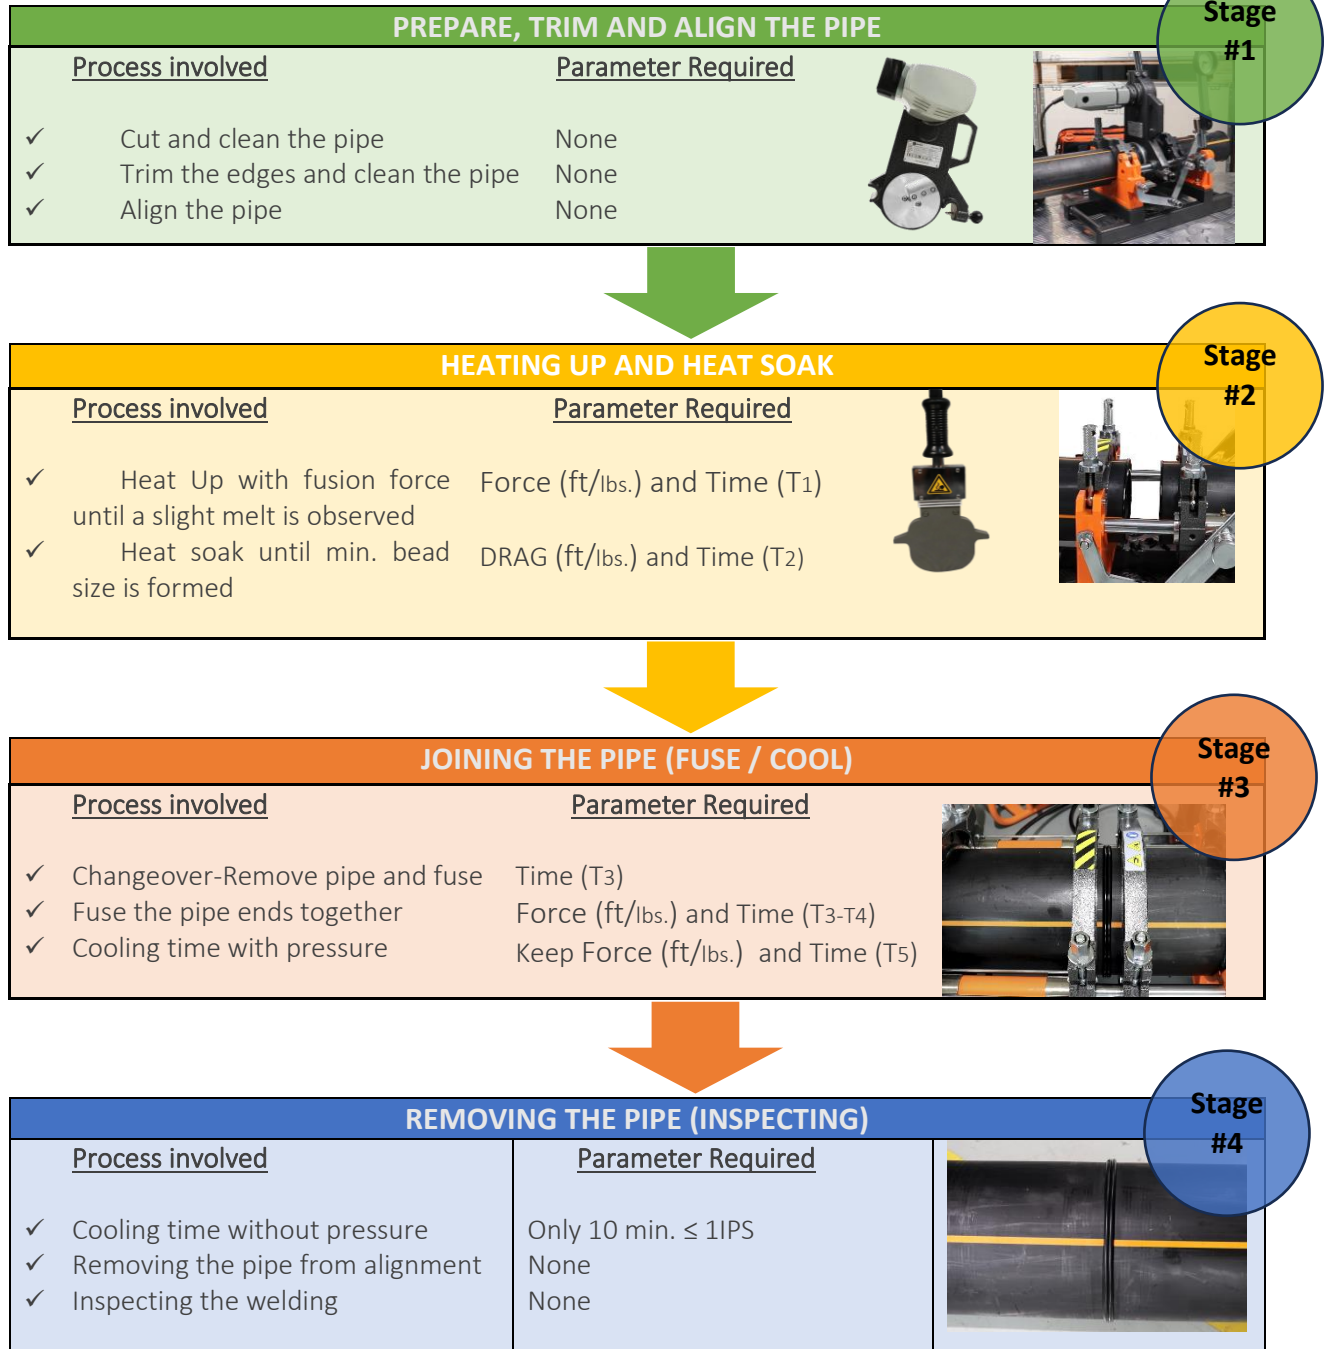 PREPARE, TRIM AND ALIGN THE PIPE
Stage
#1
Process involved
Parameter Required
✓ Cut and clean the pipe None
✓ Trim the edges and clean the pipe None
✓ Align the pipe None
HEATING UP AND HEAT SOAK
Stage
#2
Process involved
Parameter Required
✓ Heat Up with fusion force
until a slight melt is observed
Force (ft/lbs.) and Time (T1)
✓ Heat soak until min. bead
size is formed
DRAG (ft/lbs.) and Time (T2)
JOINING THE PIPE (FUSE / COOL)
Stage
#3
Process involved
Parameter Required
✓ Changeover-Remove pipe and fuse Time (T3)
✓ Fuse the pipe ends together Force (ft/lbs.) and Time (T3-T4)
✓ Cooling time with pressure Keep Force (ft/lbs.) and Time (T5)
REMOVING THE PIPE (INSPECTING)
Stage
#4
Process involved
Parameter Required
✓ Cooling time without pressure Only 10 min. ≤ 1IPS
✓ Removing the pipe from alignment None
✓ Inspecting the welding None